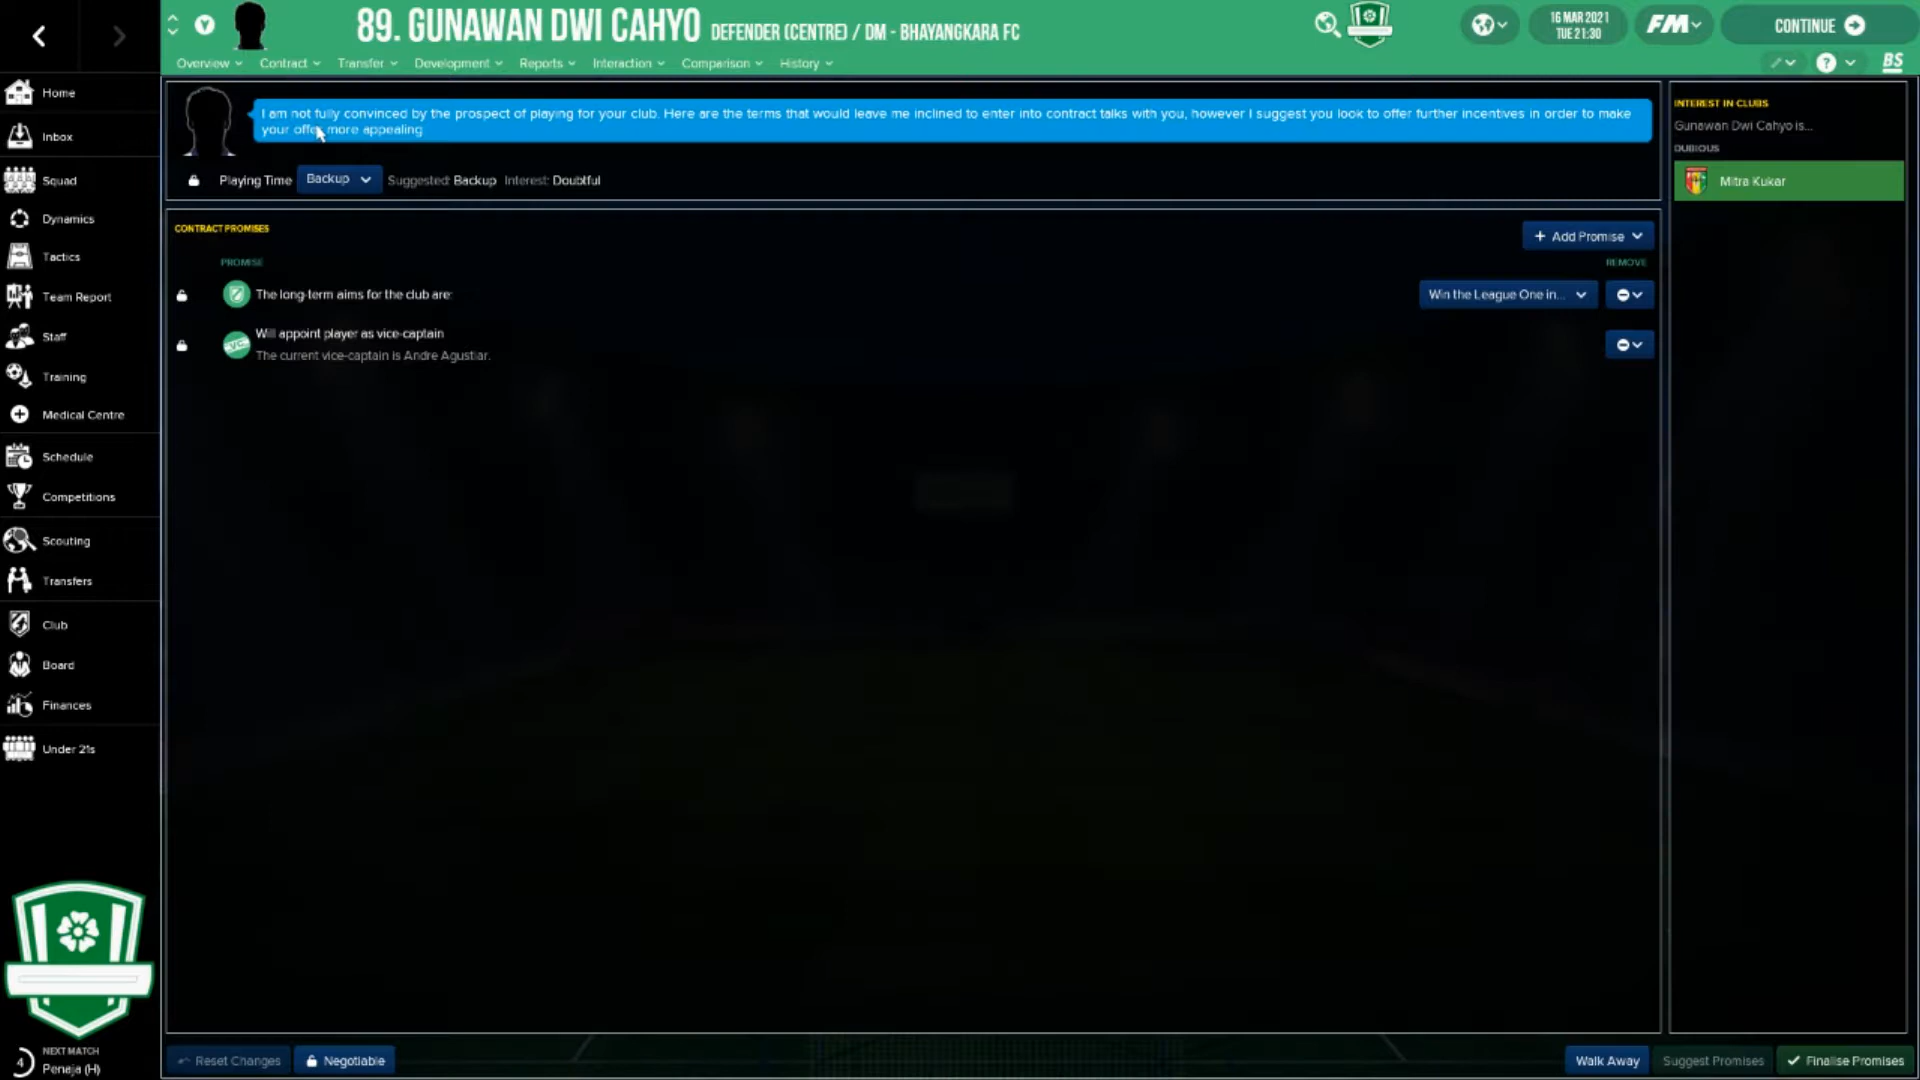 89. GUNAWAN DWI CAHYO DEFENDER (CENTRE) / DM - BHAYANGKARA FC
16 MAR 2021
TUE 21:30
FM
CONTINUE
Overview
Contract
Transfer
Development
Reports
Interaction
Comparison
History
?
BS
Home
Inbox
Squad
Dynamics
Tactics
Team Report
Staff
Training
Medical Centre
Schedule
Competitions
Scouting
Transfers
Club
Board
Finances
Under 21s
4
NEXT MATCH
Penaja (H)
I am not fully convinced by the prospect of playing for your club. Here are the terms that would leave me inclined to enter into contract talks with you, however I suggest you look to offer further incentives in order to make
your offer more appealing
Playing Time Backup Suggested: Backup Interest: Doubtful
CONTRACT PROMISES
+ Add Promise
PROMISE
REMOVE
The long-term aims for the club are:
Win the League One in...
VC
Will appoint player as vice-captain
The current vice-captain is Andre Agustiar.
INTEREST IN CLUBS
Gunawan Dwi Cahyo is...
DUBIOUS
Mitra Kukar
Reset Changes
Negotiable
Walk Away
Suggest Promises
Finalise Promises